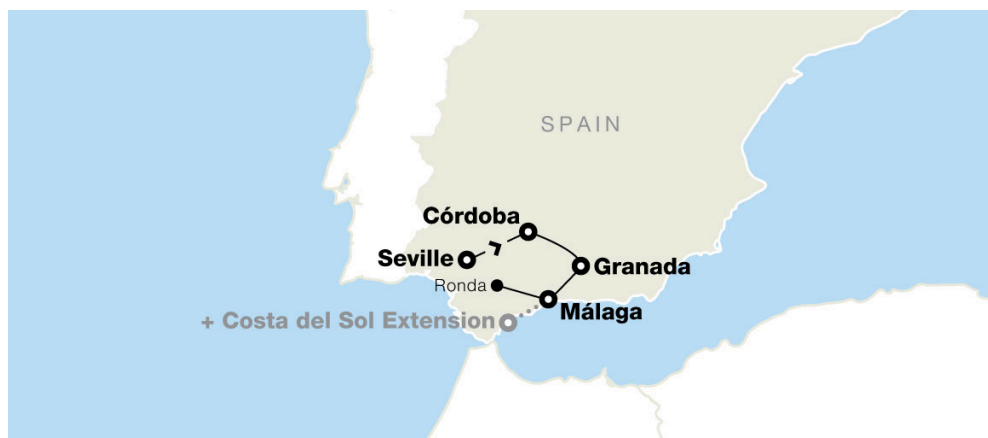 SPAIN
Córdoba
Seville
Granada
Ronda
Málaga
+ Costa del Sol Extension